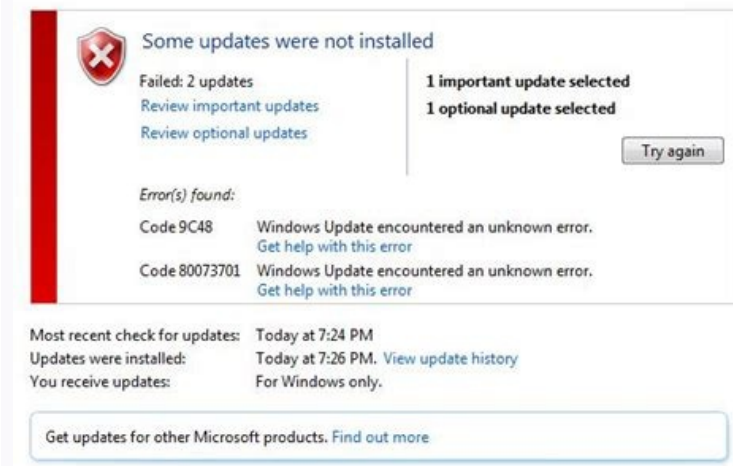 Some updates were not installed
Failed: 2 updates
Review important updates
Review optional updates
1 important update selected
1 optional update selected
Try again
Error(s) found:
Code 9C48 Windows Update encountered an unknown error.
Get help with this error
Code 80073701 Windows Update encountered an unknown error.
Get help with this error
Most recent check for updates: Today at 7:24 PM
Updates were installed: Today at 7:26 PM. View update history
You receive updates: For Windows only.
Get updates for other Microsoft products. Find out more